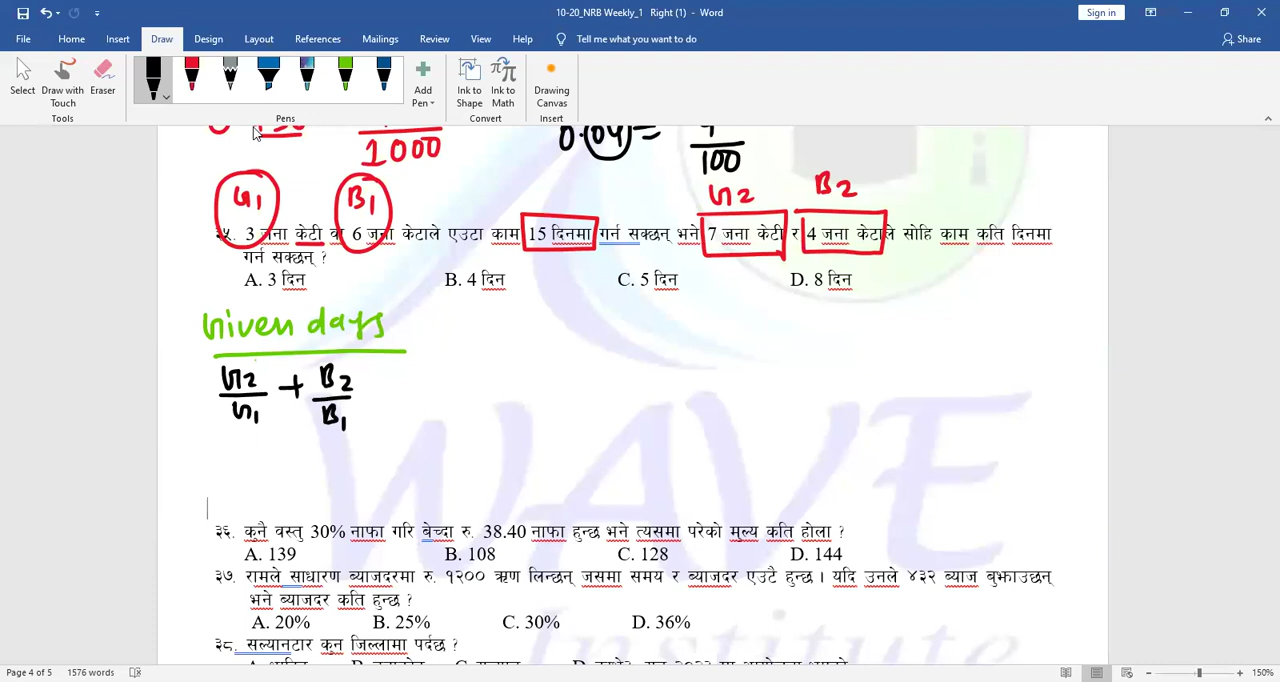 10-20_NRB Weekly_1 Right (1) - Word
Sign in
File Home Insert Draw Design Layout References Mailings Review View Help Tell me what you want to do Share
Select Draw with Touch Eraser Add Pen Ink to Shape Ink to Math Drawing Canvas
Tools Pens Convert Insert
1000
0.(04) = 4/100
G1 B1 G2 B2
३५. 3 जना केटी वा 6 जना केटाले एउटा काम 15 दिनमा गर्न सक्छन् भने 7 जना केटी र 4 जना केटाले सोहि काम कति दिनमा
गर्न सक्छन् ?
A. 3 दिन B. 4 दिन C. 5 दिन D. 8 दिन
Given days
G2/G1 + B2/B1
WAVE
Institute
३६. कुनै वस्तु 30% नाफा गरि बेच्दा रु. 38.40 नाफा हुन्छ भने त्यसमा परेको मुल्य कति होला ?
A. 139 B. 108 C. 128 D. 144
३७. रामले साधारण ब्याजदरमा रु. १२०० ऋण लिन्छन् जसमा समय र ब्याजदर एउटै हुन्छ । यदि उनले ४३२ ब्याज बुझाउछन्
भने ब्याजदर कति हुन्छ ?
A. 20% B. 25% C. 30% D. 36%
३८. सल्यानटार कुन जिल्लामा पर्दछ ?
Page 4 of 5 1576 words 150%